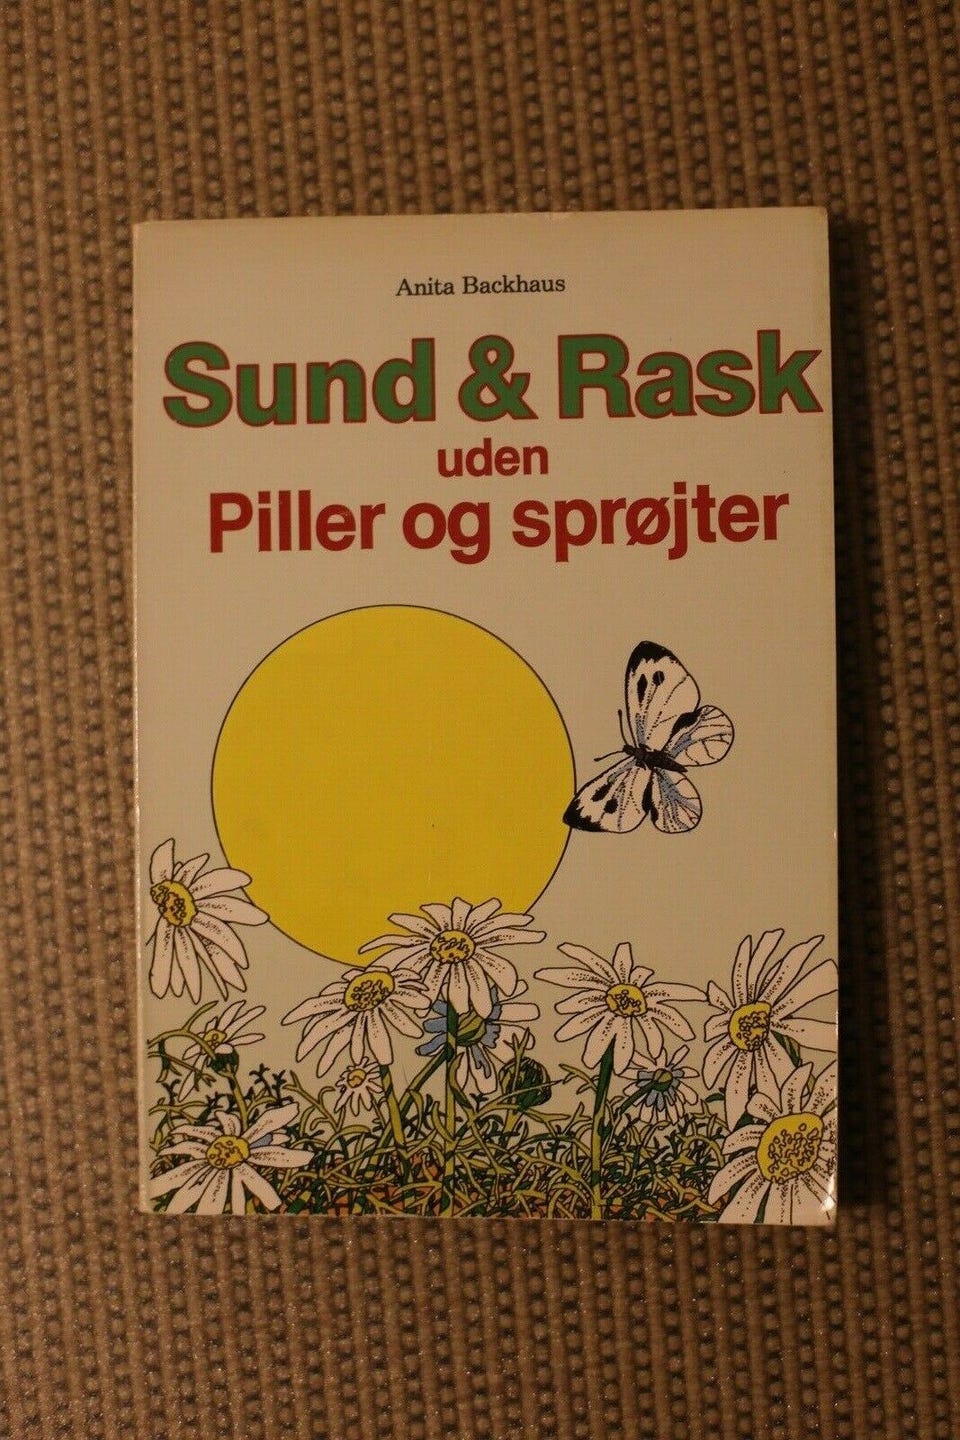 Anita Backhaus
Sund & Rask
uden
Piller og sprøjter